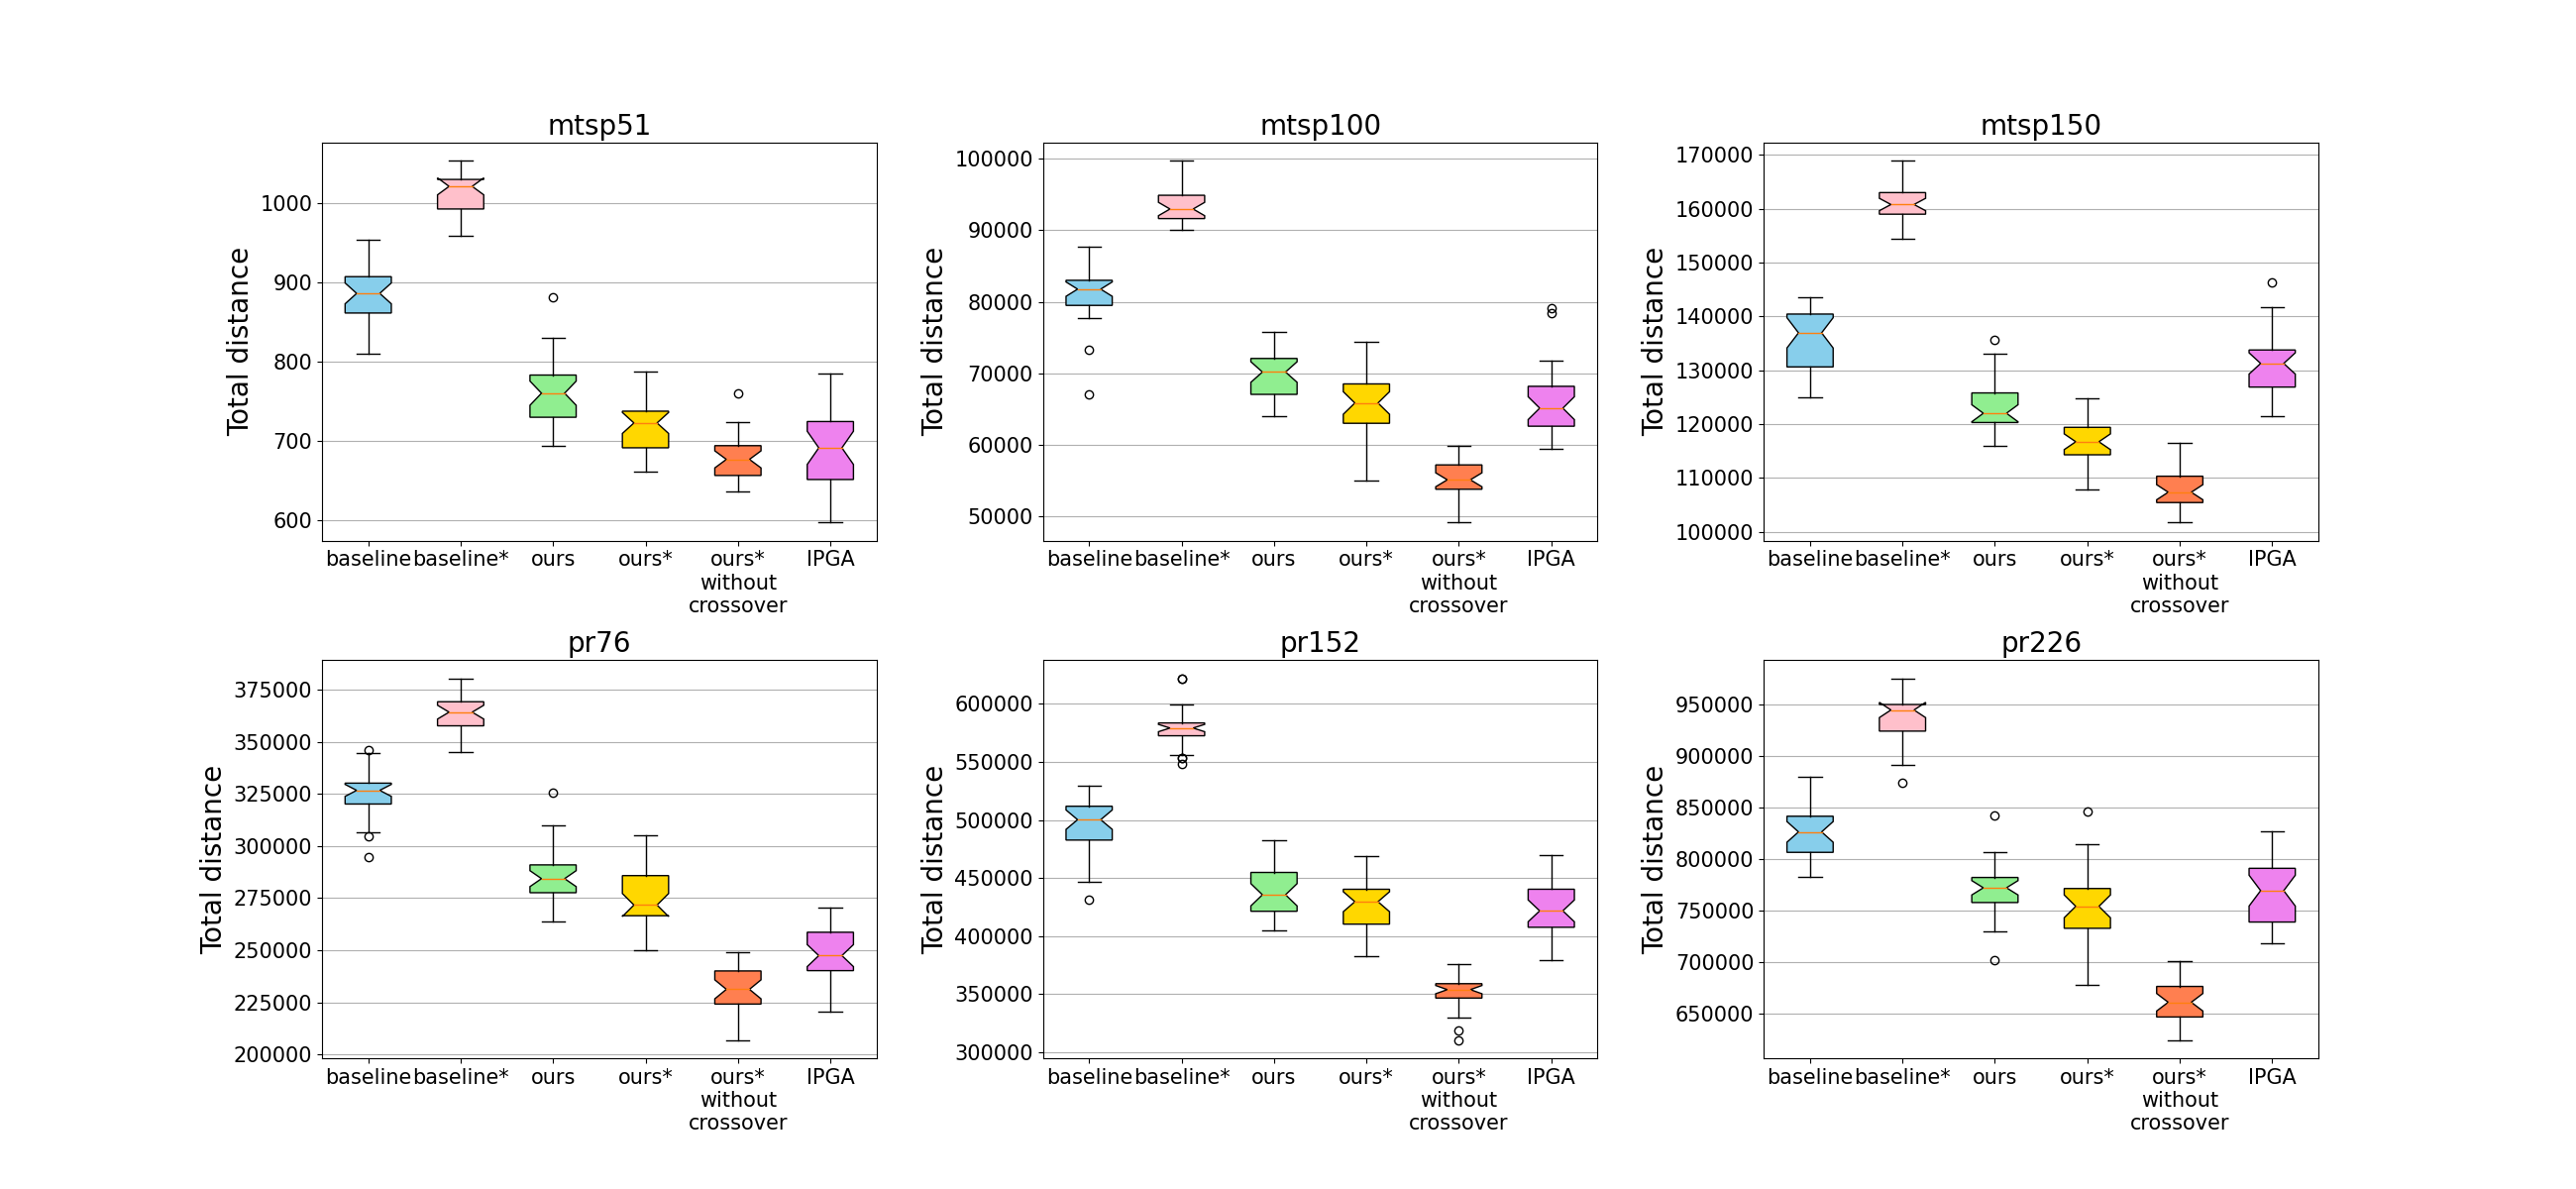 mtsp51
Total distance
1000
900
800
700
600
baseline baseline* ours ours* ours* IPGA
without
crossover
mtsp100
Total distance
100000
90000
80000
70000
60000
50000
baseline baseline* ours ours* ours* IPGA
without
crossover
mtsp150
Total distance
170000
160000
150000
140000
130000
120000
110000
100000
baseline baseline* ours ours* ours* IPGA
without
crossover
pr76
Total distance
375000
350000
325000
300000
275000
250000
225000
200000
baseline baseline* ours ours* ours* IPGA
without
crossover
pr152
Total distance
600000
550000
500000
450000
400000
350000
300000
baseline baseline* ours ours* ours* IPGA
without
crossover
pr226
Total distance
950000
900000
850000
800000
750000
700000
650000
baseline baseline* ours ours* ours* IPGA
without
crossover